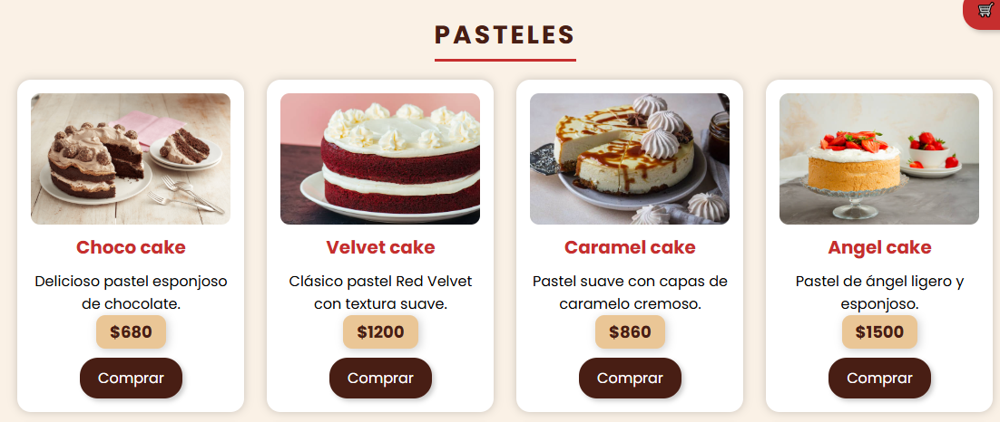 PASTELES
Choco cake
Delicioso pastel esponjoso
de chocolate.
$680
Comprar
Velvet cake
Clásico pastel Red Velvet
con textura suave.
$1200
Comprar
Caramel cake
Pastel suave con capas de
caramelo cremoso.
$860
Comprar
Angel cake
Pastel de ángel ligero y
esponjoso.
$1500
Comprar